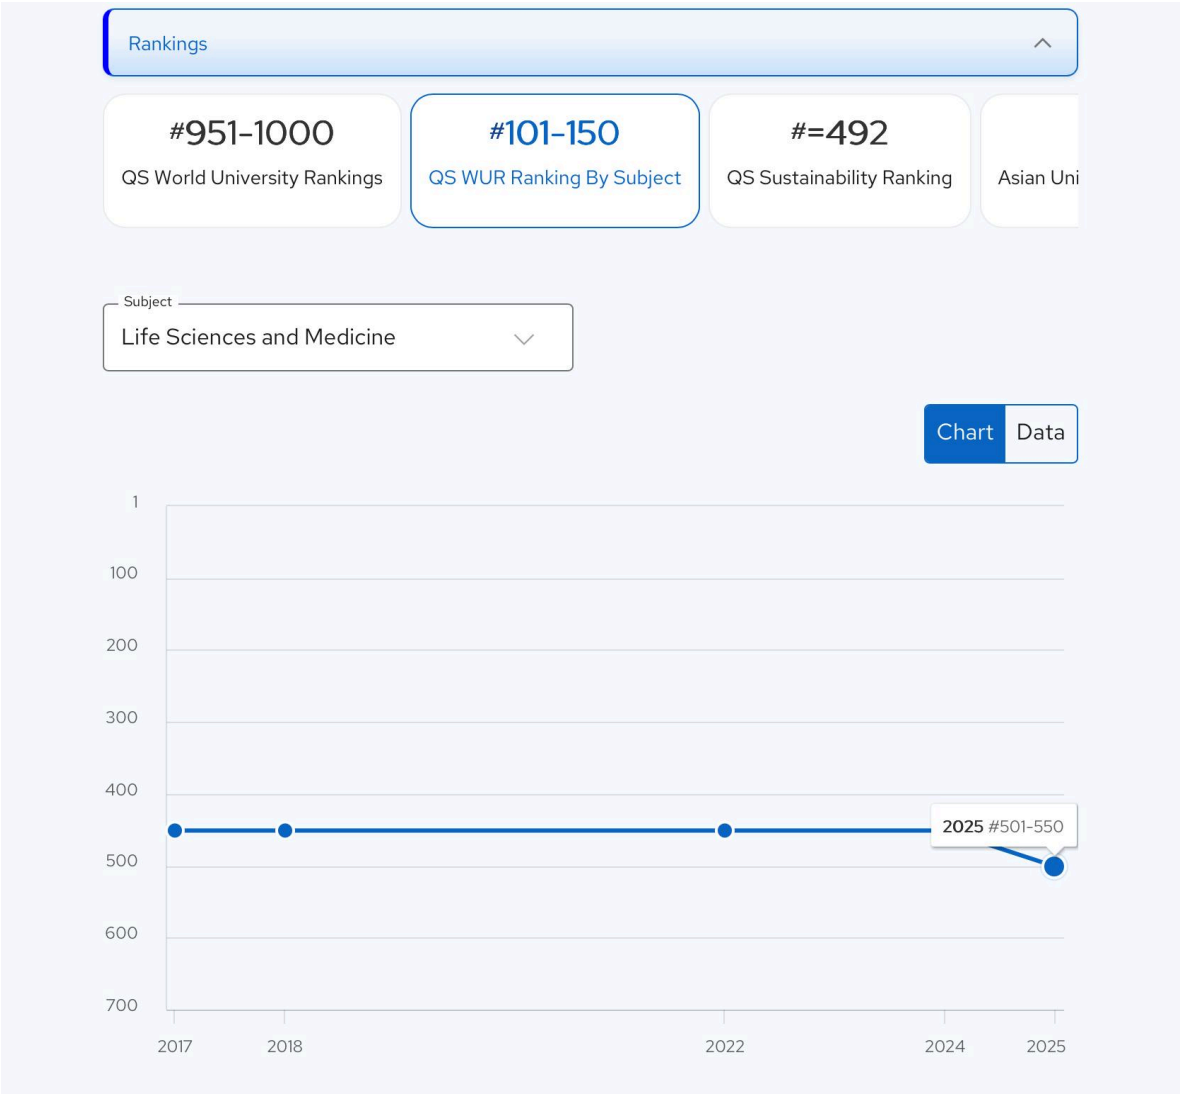 Rankings
#951-1000
QS World University Rankings
#101-150
QS WUR Ranking By Subject
#=492
QS Sustainability Ranking
Asian Uni
Subject
Life Sciences and Medicine
Chart
Data
1
100
200
300
400
500
600
700
2025 #501-550
2017
2018
2022
2024
2025